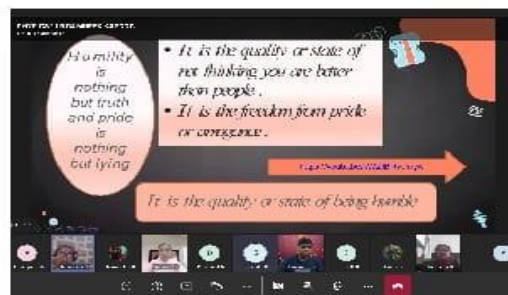 Humility
is
nothing
but truth
and pride
is
nothing
but lying
• It is the quality or state of
not thinking you are better
than people .
• It is the freedom from pride
or arrogance .
It is the quality or state of being humble